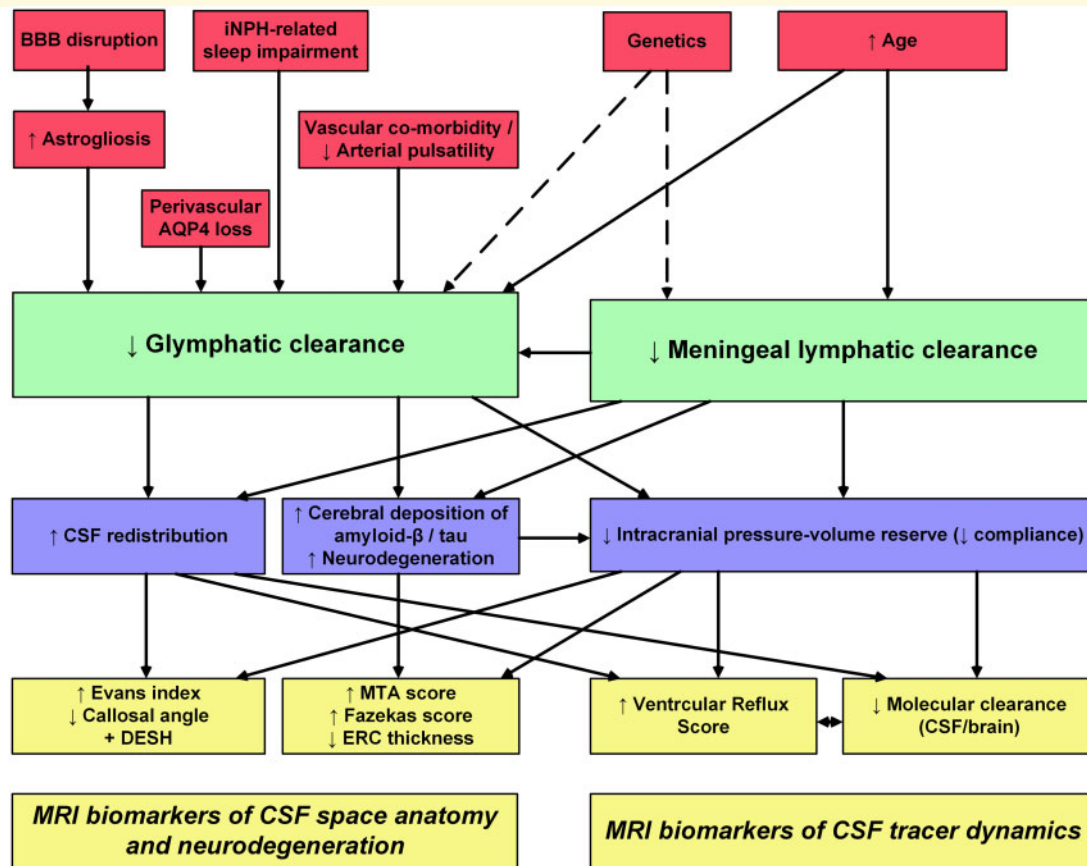 BBB disruption
iNPH-related
sleep impairment
Genetics
↑ Age
↑ Astrogliosis
Vascular co-morbidity /
↓ Arterial pulsatility
Perivascular
AQP4 loss
↓ Glymphatic clearance
↓ Meningeal lymphatic clearance
↑ CSF redistribution
↑ Cerebral deposition of
amyloid-β / tau
↑ Neurodegeneration
↓ Intracranial pressure-volume reserve (↓ compliance)
↑ Evans index
↓ Callosal angle
+ DESH
↑ MTA score
↑ Fazekas score
↓ ERC thickness
↑ Ventrcular Reflux
Score
↓ Molecular clearance
(CSF/brain)
MRI biomarkers of CSF space anatomy
and neurodegeneration
MRI biomarkers of CSF tracer dynamics